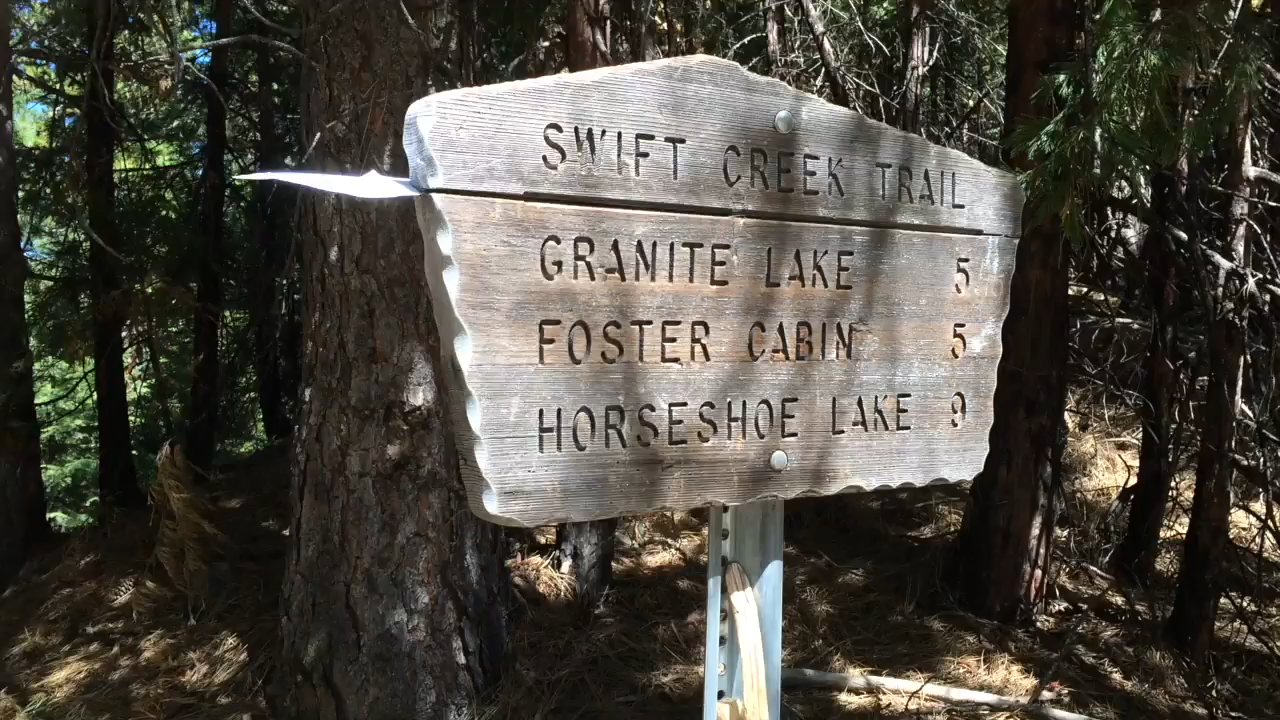 SWIFT CREEK TRAIL
GRANITE LAKE 5
FOSTER CABIN 5
HORSESHOE LAKE 9